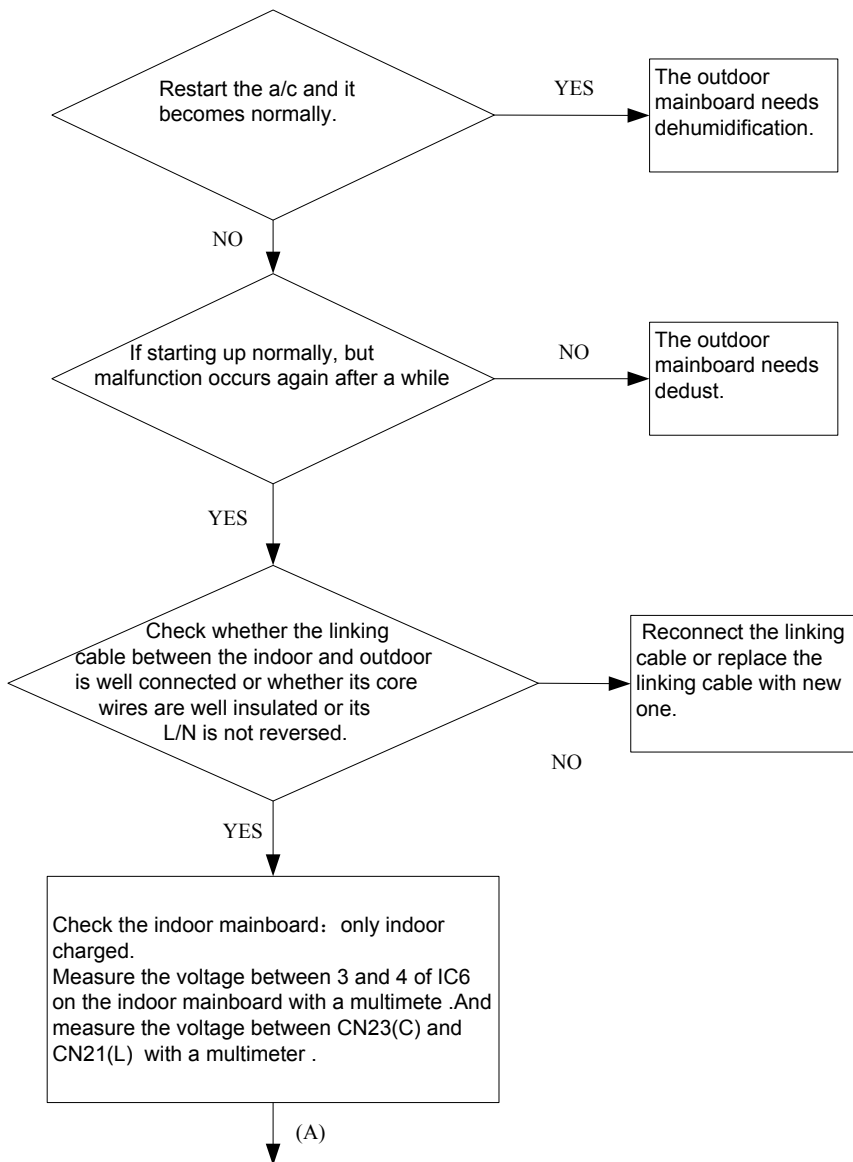 Restart the a/c and it
becomes normally.
YES
The outdoor
mainboard needs
dehumidification.
NO
If starting up normally, but
malfunction occurs again after a while
NO
The outdoor
mainboard needs
dedust.
YES
Check whether the linking
cable between the indoor and outdoor
is well connected or whether its core
wires are well insulated or its
L/N is not reversed.
NO
Reconnect the linking
cable or replace the
linking cable with new
one.
YES
Check the indoor mainboard：only indoor
charged.
Measure the voltage between 3 and 4 of IC6
on the indoor mainboard with a multimete .And
measure the voltage between CN23(C) and
CN21(L) with a multimeter .
(A)